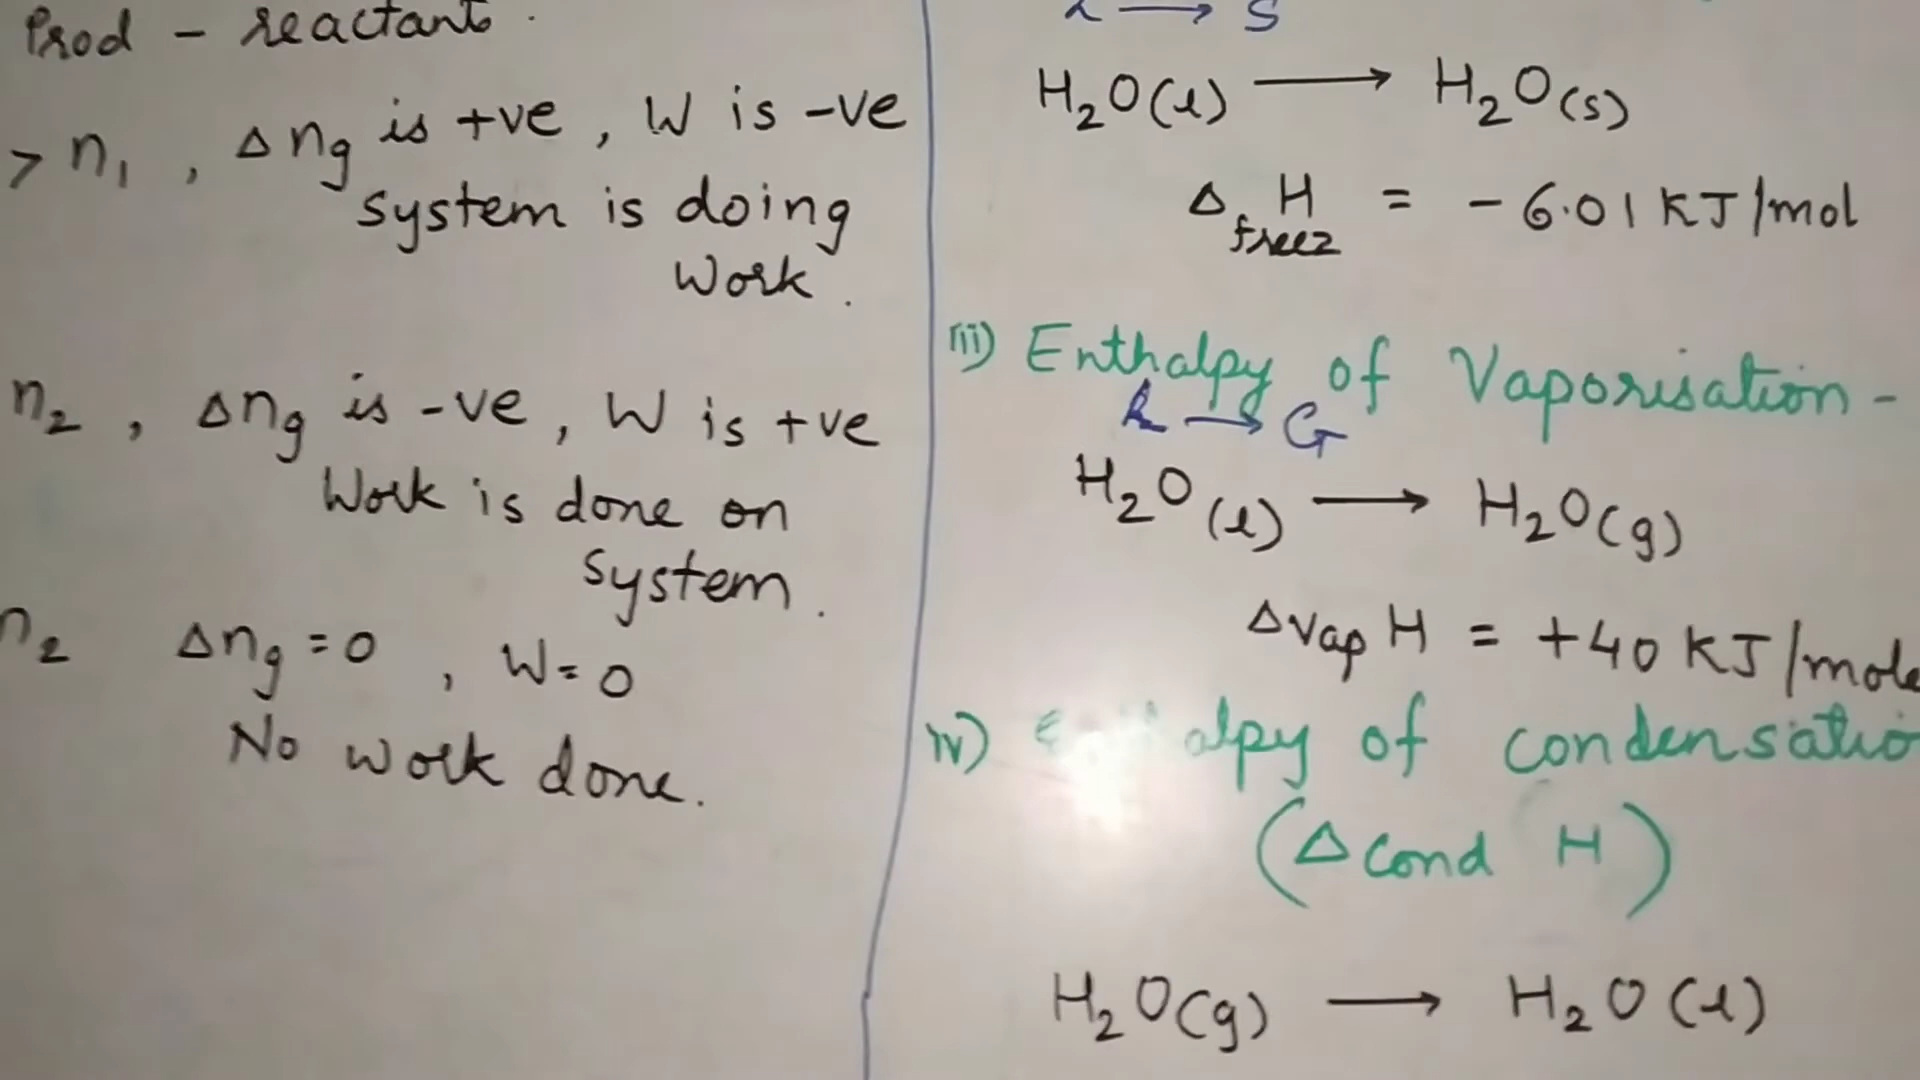 Prod - reactants.
> n₁ , Δng is +ve , W is -ve
system is doing
work .
n₂ , Δng is -ve , W is +ve
Work is done on
system .
n₂ Δng = 0 , W = 0
No work done.
L → S
H₂O(l) → H₂O(s)
Δfreez H = - 6.01 KJ/mol
iii) Enthalpy of Vaporisation -
L → G
H₂O(l) → H₂O(g)
Δvap H = +40 KJ/mole
iv) E alpy of condensatio
(Δ cond H)
H₂O(g) → H₂O(l)